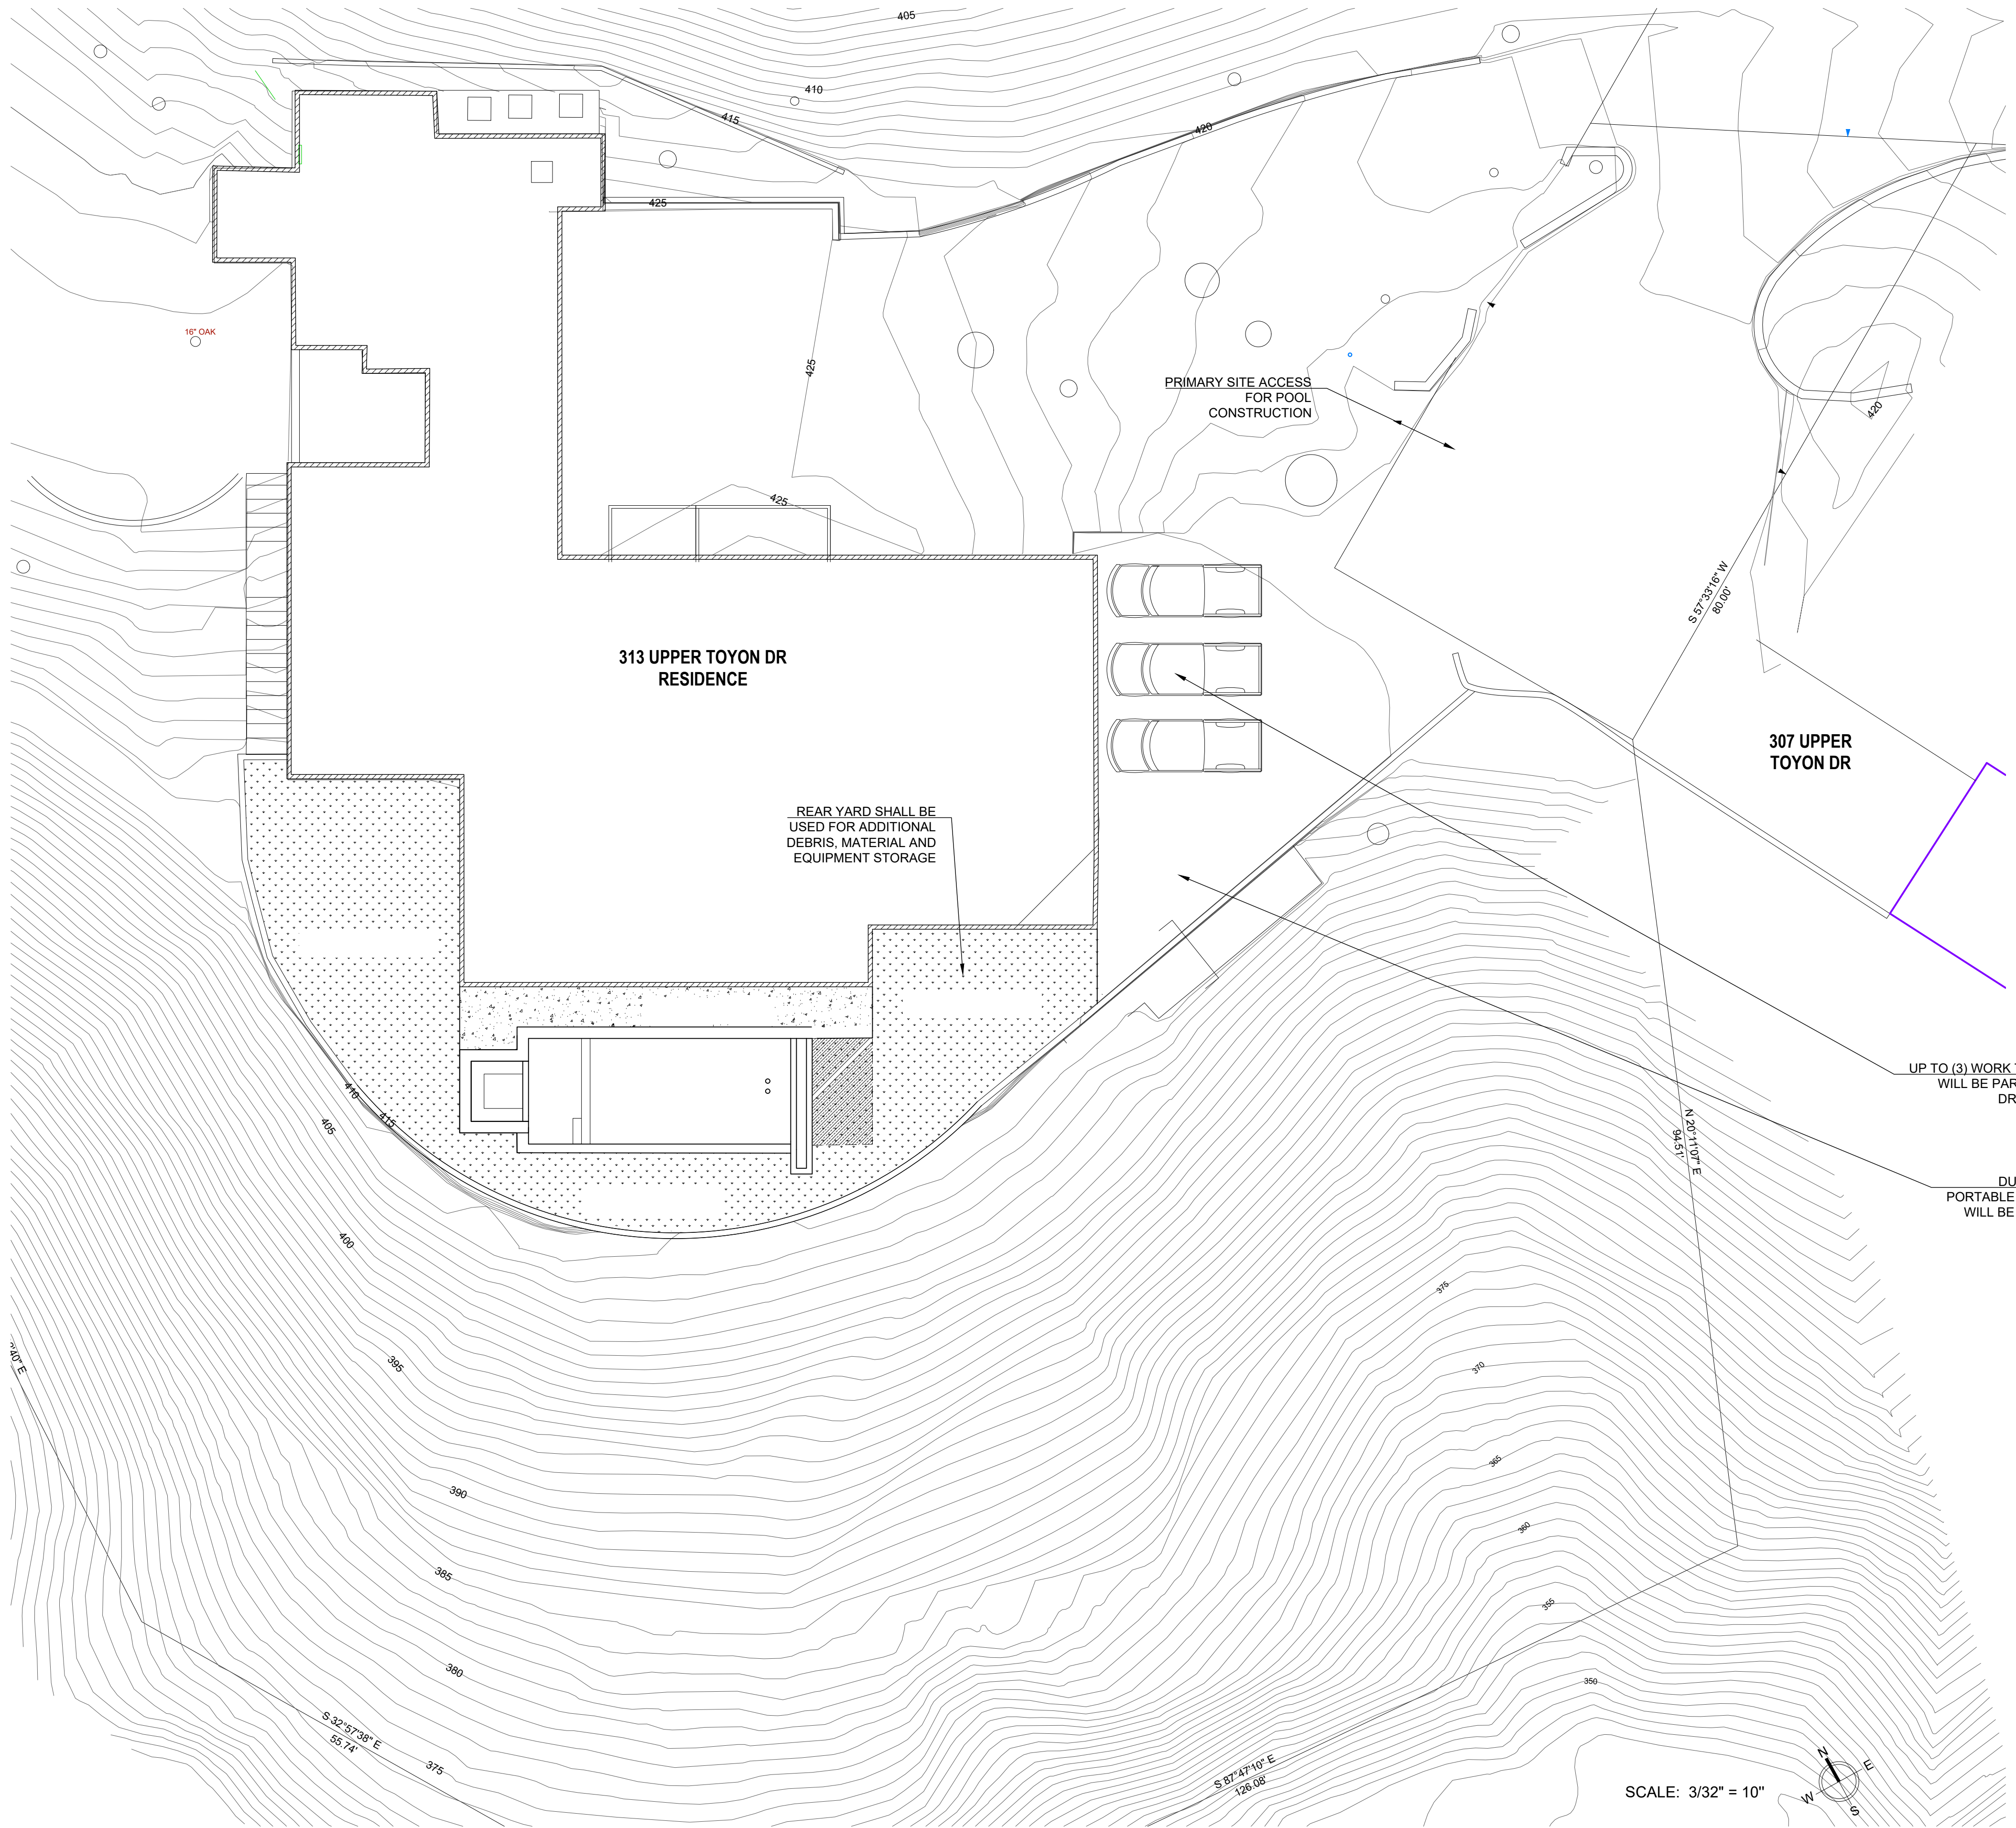 405
410
415
420
425
16" OAK
425
PRIMARY SITE ACCESS
FOR POOL
CONSTRUCTION
420
425
S 57°33'16" W
80.00'
313 UPPER TOYON DR
RESIDENCE
307 UPPER
TOYON DR
REAR YARD SHALL BE
USED FOR ADDITIONAL
DEBRIS, MATERIAL AND
EQUIPMENT STORAGE
UP TO (3) WORK
WILL BE PAR
DR
410
415
405
N 20°11'07" E
94.51'
DU
PORTABLE
WILL BE
400
375
395
'40" E
370
390
365
360
385
355
380
350
S 32°57'38" E
55.74'
375
S 87°47'10" E
126.08'
SCALE: 3/32" = 10"
N
E
W
S